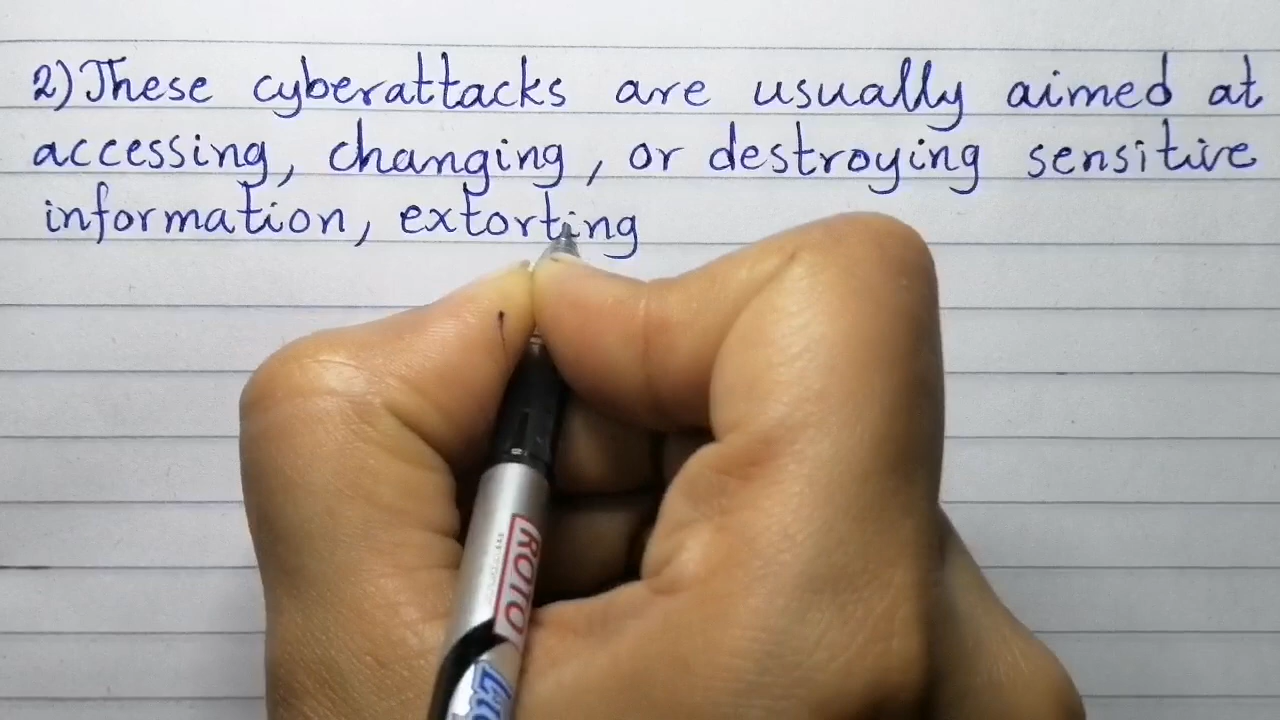 2) These cyberattacks are usually aimed at
accessing, changing, or destroying sensitive
information, extorting
ROTO